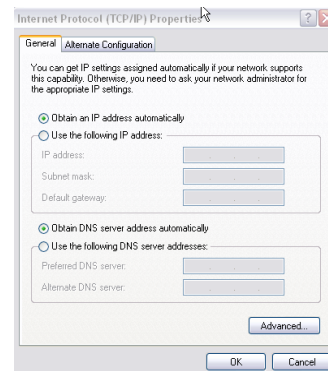 Internet Protocol (TCP/IP) Properties
General
Alternate Configuration
You can get IP settings assigned automatically if your network supports
this capability. Otherwise, you need to ask your network administrator for
the appropriate IP settings.
Obtain an IP address automatically
Use the following IP address:
IP address:
Subnet mask:
Default gateway:
Obtain DNS server address automatically
Use the following DNS server addresses:
Preferred DNS server:
Alternate DNS server:
Advanced...
OK
Cancel